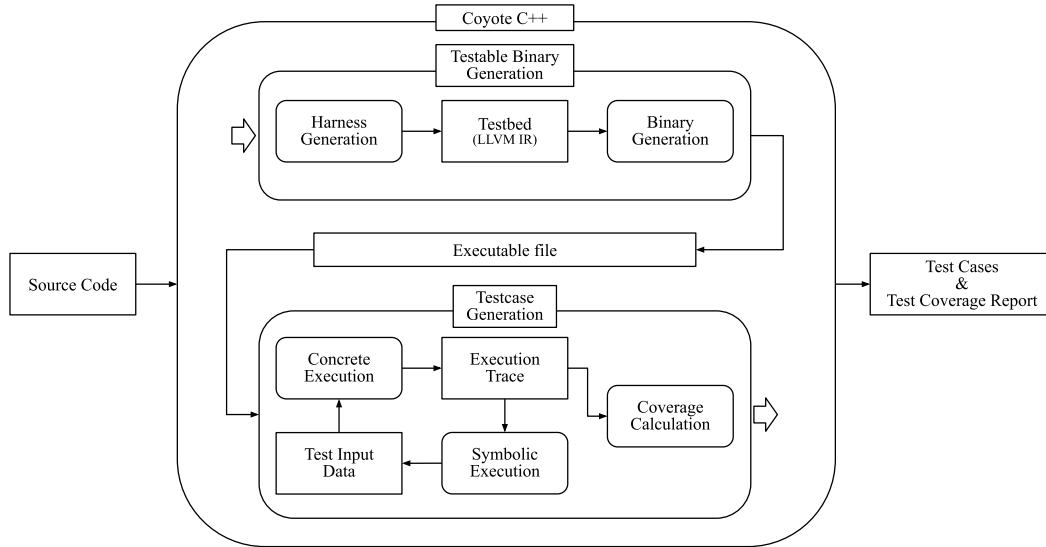 Coyote C++
Testable Binary
Generation
Harness
Generation
Testbed
(LLVM IR)
Binary
Generation
Executable file
Source Code
Test Cases
&
Test Coverage Report
Testcase
Generation
Concrete
Execution
Execution
Trace
Coverage
Calculation
Test Input
Data
Symbolic
Execution